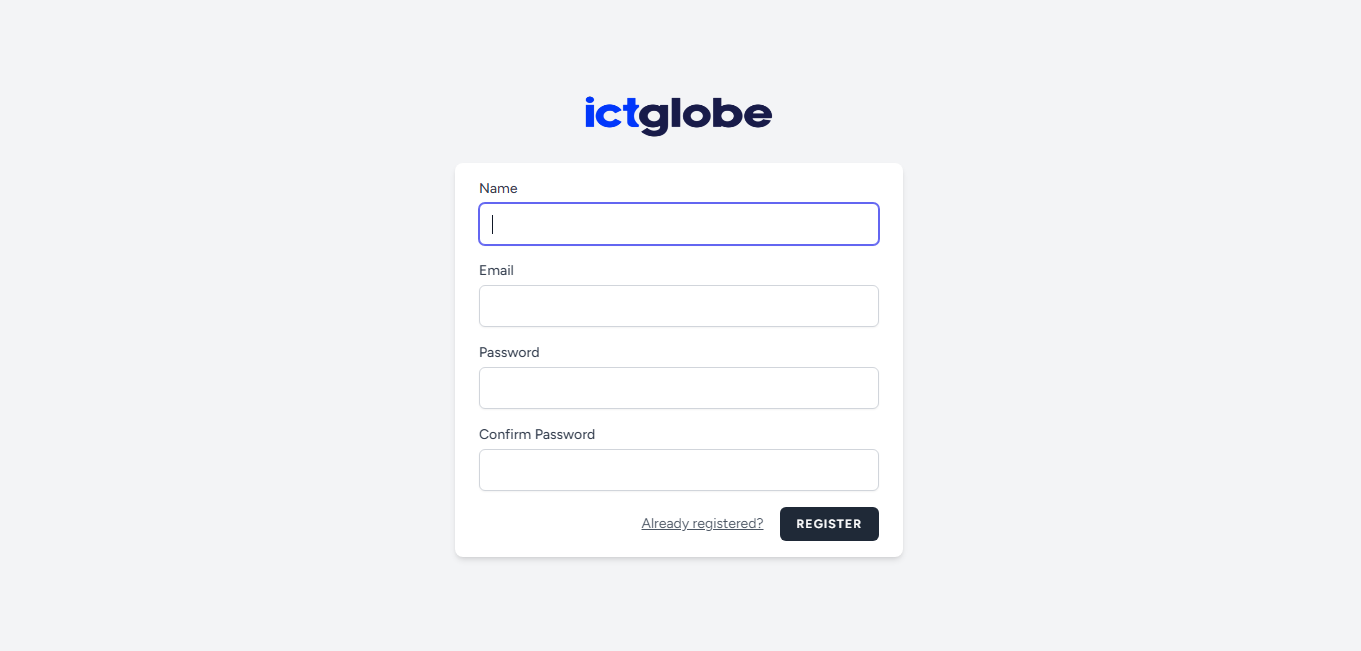 ictglobe
Name
Email
Password
Confirm Password
Already registered? REGISTER